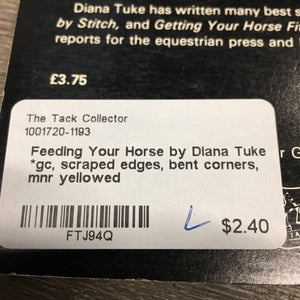 Diana Tuke has written many best s
by Stitch, and Getting Your Horse Fi
reports for the equestrian press and
£3.75
The Tack Collector
1001720-1193
Feeding Your Horse by Diana Tuke
*gc, scraped edges, bent corners,
mnr yellowed
$2.40
FTJ94Q